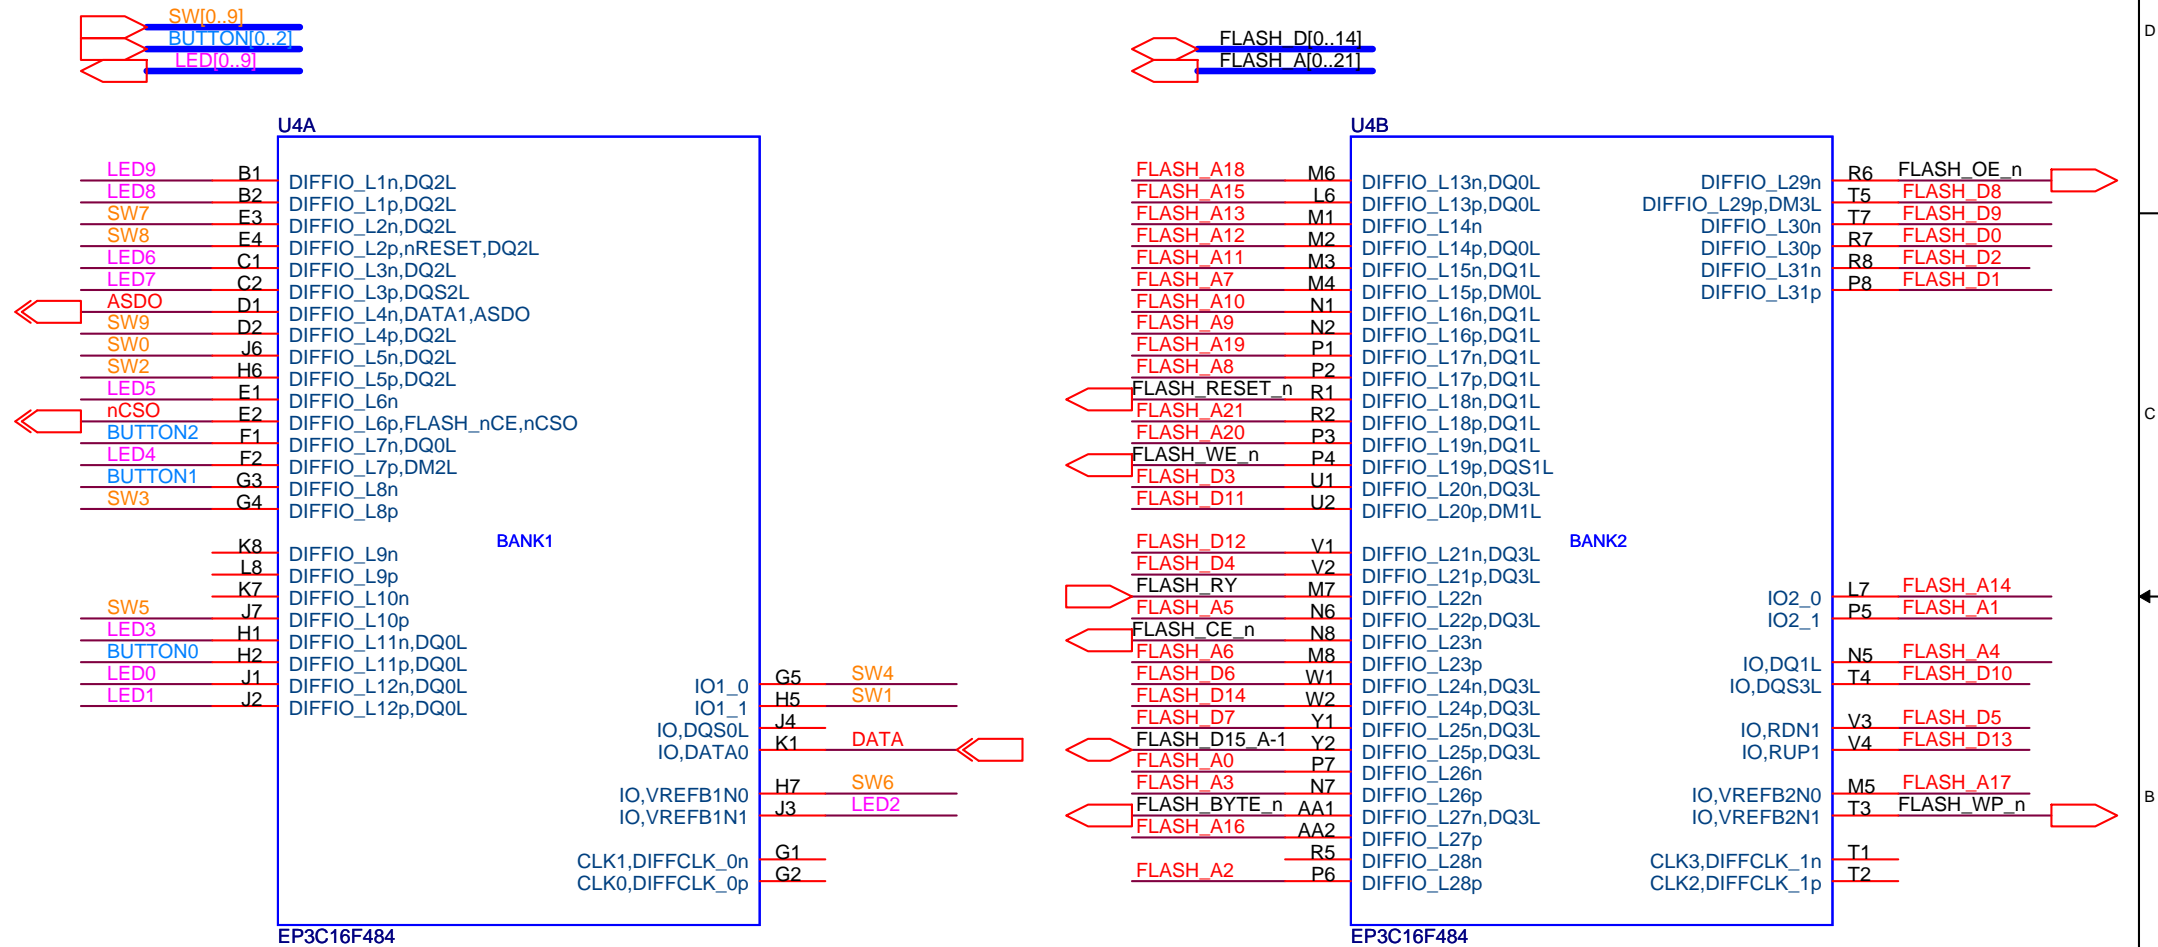 SW[0..9]
BUTTON[0..2]
LED[0..9]
FLASH_D[0..14]
FLASH_A[0..21]
D
C
B
U4A
LED9 B1 DIFFIO_L1n,DQ2L
LED8 B2 DIFFIO_L1p,DQ2L
SW7 E3 DIFFIO_L2n,DQ2L
SW8 E4 DIFFIO_L2p,nRESET,DQ2L
LED6 C1 DIFFIO_L3n,DQ2L
LED7 C2 DIFFIO_L3p,DQS2L
ASDO D1 DIFFIO_L4n,DATA1,ASDO
SW9 D2 DIFFIO_L4p,DQ2L
SW0 J6 DIFFIO_L5n,DQ2L
SW2 H6 DIFFIO_L5p,DQ2L
LED5 E1 DIFFIO_L6n
nCSO E2 DIFFIO_L6p,FLASH_nCE,nCSO
BUTTON2 F1 DIFFIO_L7n,DQ0L
LED4 F2 DIFFIO_L7p,DM2L
BUTTON1 G3 DIFFIO_L8n
SW3 G4 DIFFIO_L8p
BANK1
K8 DIFFIO_L9n
L8 DIFFIO_L9p
K7 DIFFIO_L10n
SW5 J7 DIFFIO_L10p
LED3 H1 DIFFIO_L11n,DQ0L
BUTTON0 H2 DIFFIO_L11p,DQ0L
LED0 J1 DIFFIO_L12n,DQ0L
LED1 J2 DIFFIO_L12p,DQ0L
IO1_0 G5 SW4
IO1_1 H5 SW1
IO,DQS0L J4
IO,DATA0 K1 DATA
IO,VREFB1N0 H7 SW6
IO,VREFB1N1 J3 LED2
CLK1,DIFFCLK_0n G1
CLK0,DIFFCLK_0p G2
EP3C16F484
U4B
FLASH_A18 M6 DIFFIO_L13n,DQ0L
FLASH_A15 L6 DIFFIO_L13p,DQ0L
FLASH_A13 M1 DIFFIO_L14n
FLASH_A12 M2 DIFFIO_L14p,DQ0L
FLASH_A11 M3 DIFFIO_L15n,DQ1L
FLASH_A7 M4 DIFFIO_L15p,DM0L
FLASH_A10 N1 DIFFIO_L16n,DQ1L
FLASH_A9 N2 DIFFIO_L16p,DQ1L
FLASH_A19 P1 DIFFIO_L17n,DQ1L
FLASH_A8 P2 DIFFIO_L17p,DQ1L
FLASH_RESET_n R1 DIFFIO_L18n,DQ1L
FLASH_A21 R2 DIFFIO_L18p,DQ1L
FLASH_A20 P3 DIFFIO_L19n,DQ1L
FLASH_WE_n P4 DIFFIO_L19p,DQS1L
FLASH_D3 U1 DIFFIO_L20n,DQ3L
FLASH_D11 U2 DIFFIO_L20p,DM1L
BANK2
FLASH_D12 V1 DIFFIO_L21n,DQ3L
FLASH_D4 V2 DIFFIO_L21p,DQ3L
FLASH_RY M7 DIFFIO_L22n
FLASH_A5 N6 DIFFIO_L22p,DQ3L
FLASH_CE_n N8 DIFFIO_L23n
FLASH_A6 M8 DIFFIO_L23p
FLASH_D6 W1 DIFFIO_L24n,DQ3L
FLASH_D14 W2 DIFFIO_L24p,DQ3L
FLASH_D7 Y1 DIFFIO_L25n,DQ3L
FLASH_D15_A-1 Y2 DIFFIO_L25p,DQ3L
FLASH_A0 P7 DIFFIO_L26n
FLASH_A3 N7 DIFFIO_L26p
FLASH_BYTE_n AA1 DIFFIO_L27n,DQ3L
FLASH_A16 AA2 DIFFIO_L27p
R5 DIFFIO_L28n
FLASH_A2 P6 DIFFIO_L28p
DIFFIO_L29n R6 FLASH_OE_n
DIFFIO_L29p,DM3L T5 FLASH_D8
DIFFIO_L30n T7 FLASH_D9
DIFFIO_L30p R7 FLASH_D0
DIFFIO_L31n R8 FLASH_D2
DIFFIO_L31p P8 FLASH_D1
IO2_0 L7 FLASH_A14
IO2_1 P5 FLASH_A1
IO,DQ1L N5 FLASH_A4
IO,DQS3L T4 FLASH_D10
IO,RDN1 V3 FLASH_D5
IO,RUP1 V4 FLASH_D13
IO,VREFB2N0 M5 FLASH_A17
IO,VREFB2N1 T3 FLASH_WP_n
CLK3,DIFFCLK_1n T1
CLK2,DIFFCLK_1p T2
EP3C16F484